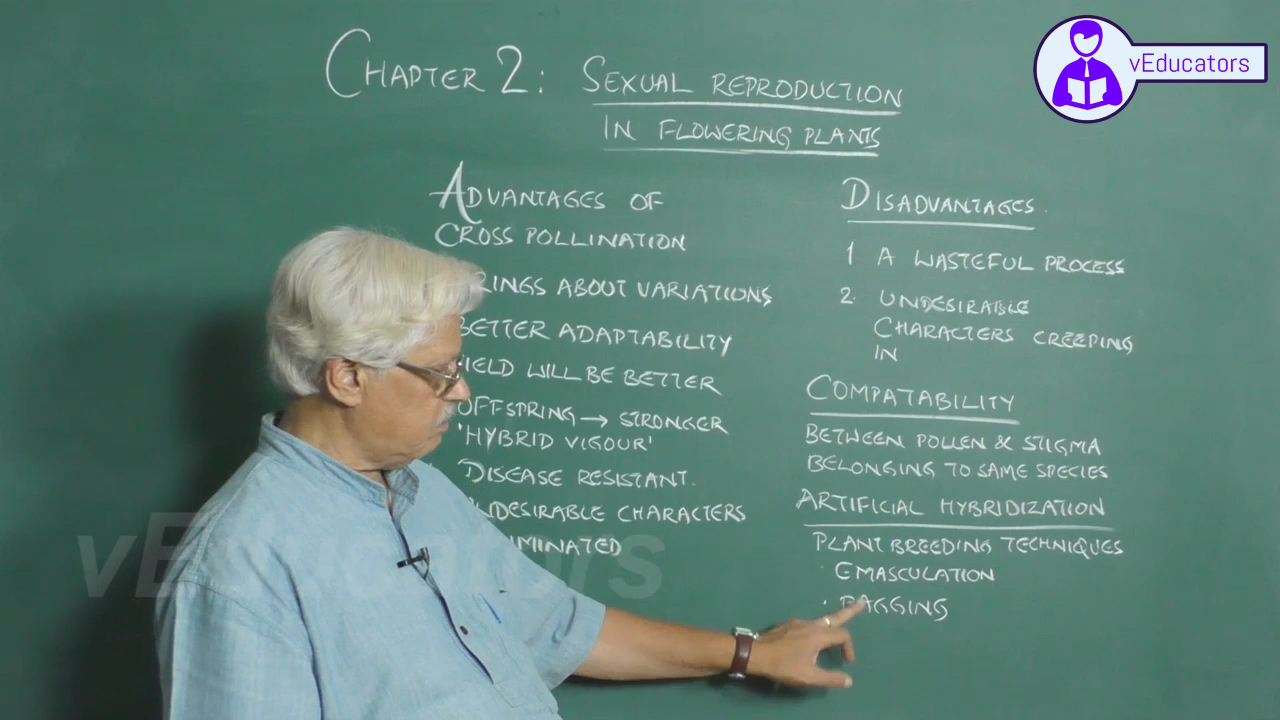 CHAPTER 2: SEXUAL REPRODUCTION
IN FLOWERING PLANTS
ADVANTAGES OF
CROSS POLLINATION
RINGS ABOUT VARIATIONS
BETTER ADAPTABILITY
IELD WILL BE BETTER
OFFSPRING → STRONGER
'HYBRID VIGOUR'
DISEASE RESISTANT.
NDESIRABLE CHARACTERS
IMINATED
DISADVANTAGES.
1 A WASTEFUL PROCESS
2. UNDESIRABLE
CHARACTERS CREEPING
IN
COMPATABILITY
BETWEEN POLLEN & STIGMA
BELONGING TO SAME SPECIES
ARTIFICIAL HYBRIDIZATION
PLANT BREEDING TECHNIQUES
· EMASCULATION
· BAGGING
vEducators
vEducators